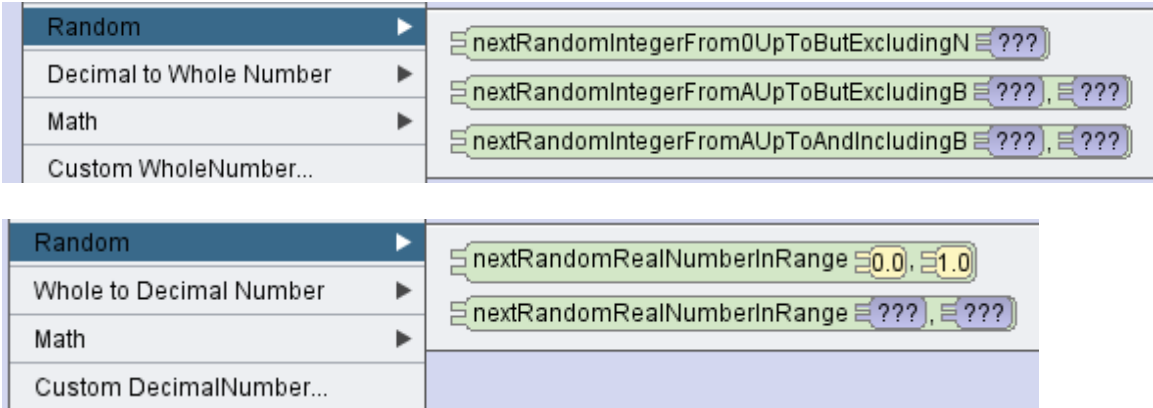 Random
nextRandomIntegerFrom0UpToButExcludingN ???
Decimal to Whole Number
nextRandomIntegerFromAUpToButExcludingB ???, ???
Math
nextRandomIntegerFromAUpToAndIncludingB ???, ???
Custom WholeNumber...
Random
nextRandomRealNumberInRange 0.0, 1.0
Whole to Decimal Number
nextRandomRealNumberInRange ???, ???
Math
Custom DecimalNumber...